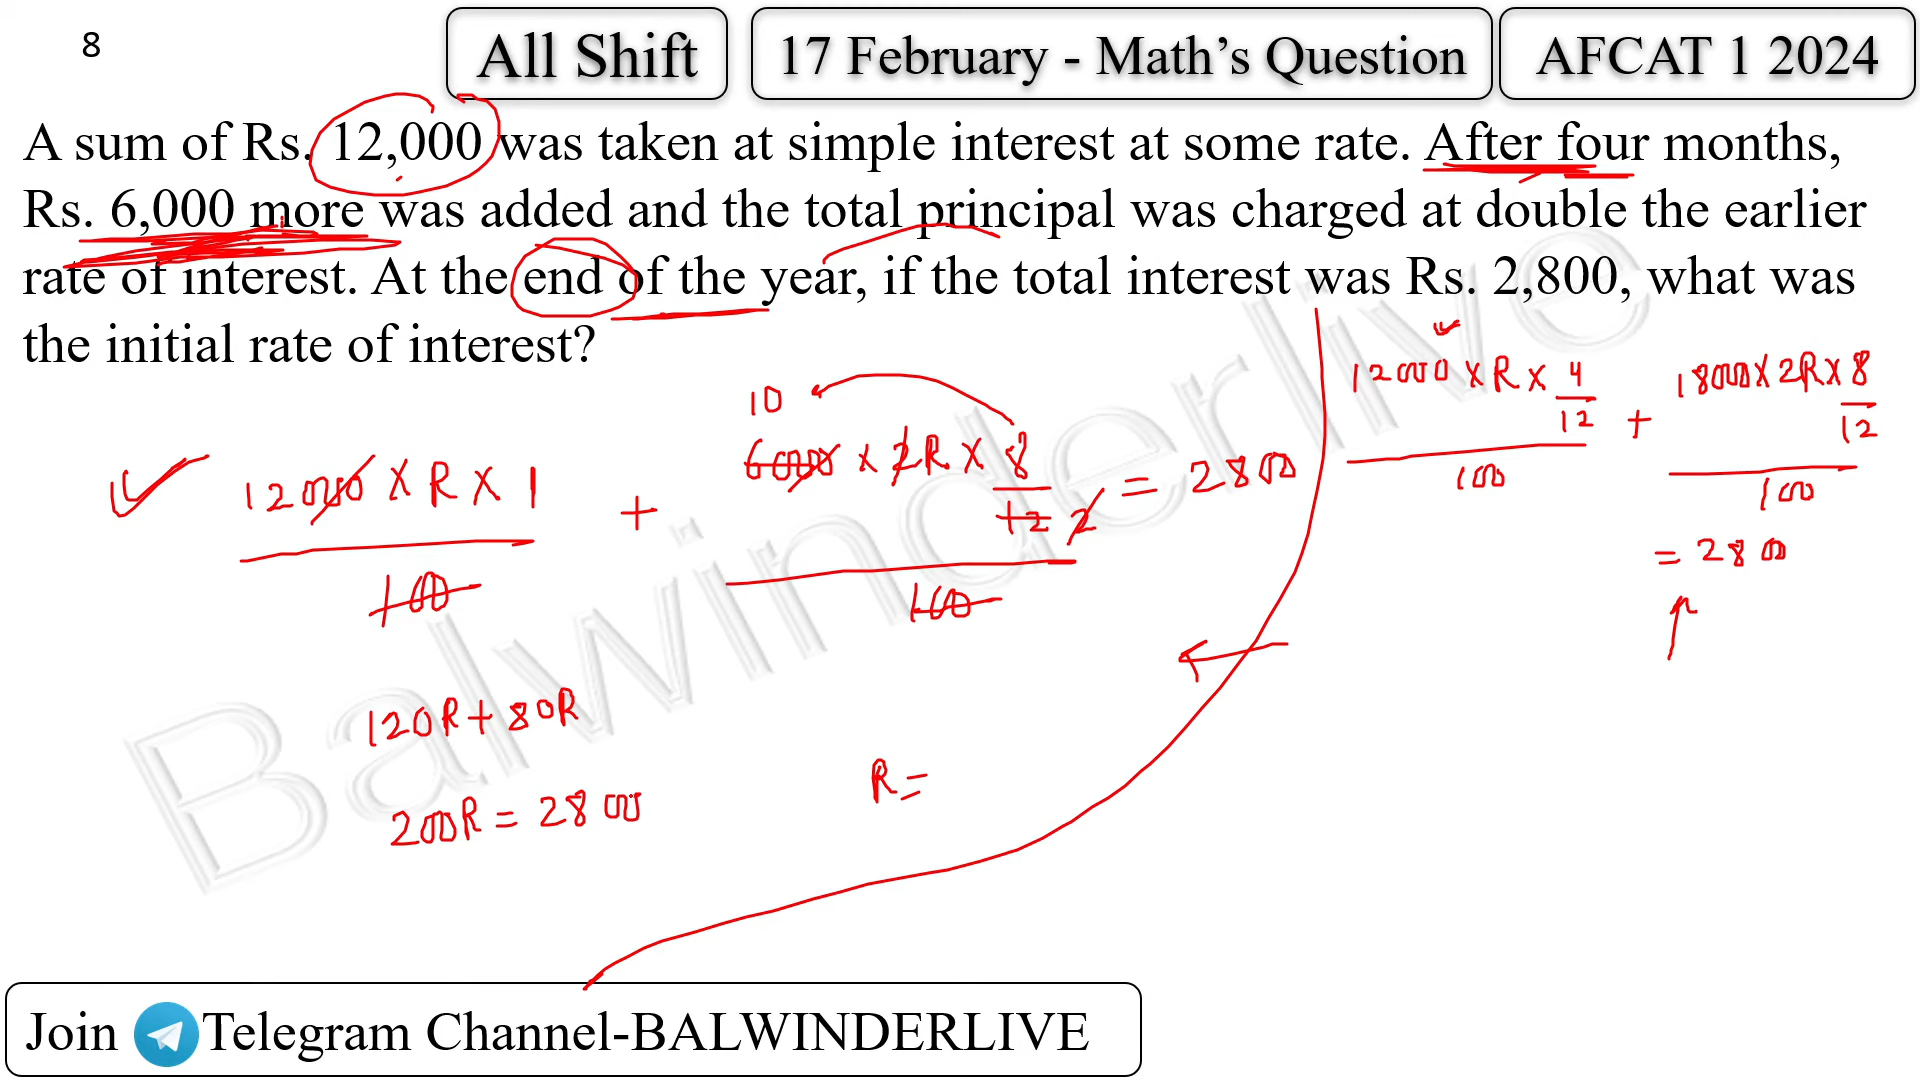 8
All Shift
17 February - Math's Question
AFCAT 1 2024
A sum of Rs. 12,000 was taken at simple interest at some rate. After four months,
Rs. 6,000 more was added and the total principal was charged at double the earlier
rate of interest. At the end of the year, if the total interest was Rs. 2,800, what was
the initial rate of interest?
12000 × R × 1 / 100 + 6000 × 2R × 8 / 12 2 / 100 = 2800
10
120R + 80R
200R = 2800
R =
12000 × R × 4/12 / 100 + 18000 × 2R × 8/12 / 100
= 2800
Balwinderlive
Join Telegram Channel-BALWINDERLIVE